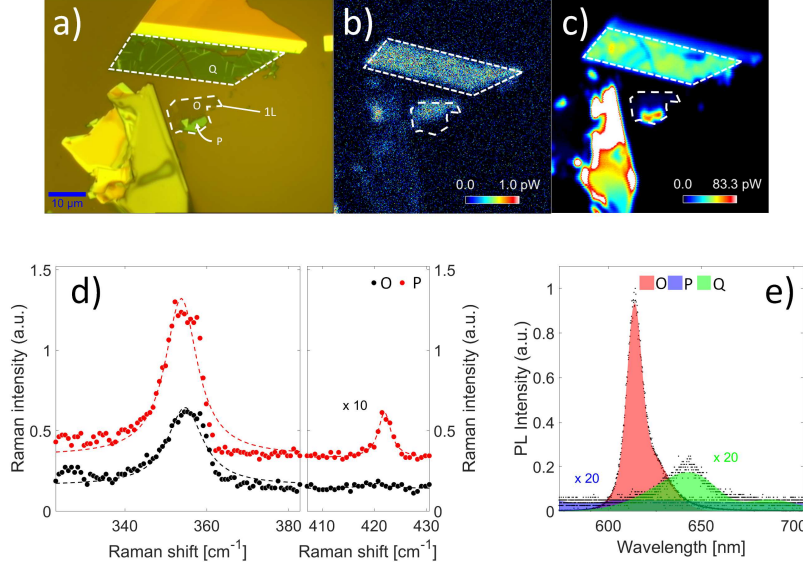 a)
Q
O
1L
P
10 μm
b)
0.0 1.0 pW
c)
0.0 83.3 pW
d)
O P
x 10
1.5
1
0.5
0
Raman intensity (a.u.)
340 360 380
Raman shift [cm⁻¹]
410 420 430
Raman shift [cm⁻¹]
1.5
1
0.5
0
Raman intensity (a.u.)
e)
O P Q
x 20
x 20
1
0.8
0.6
0.4
0.2
0
PL Intensity (a.u.)
600 650 700
Wavelength [nm]